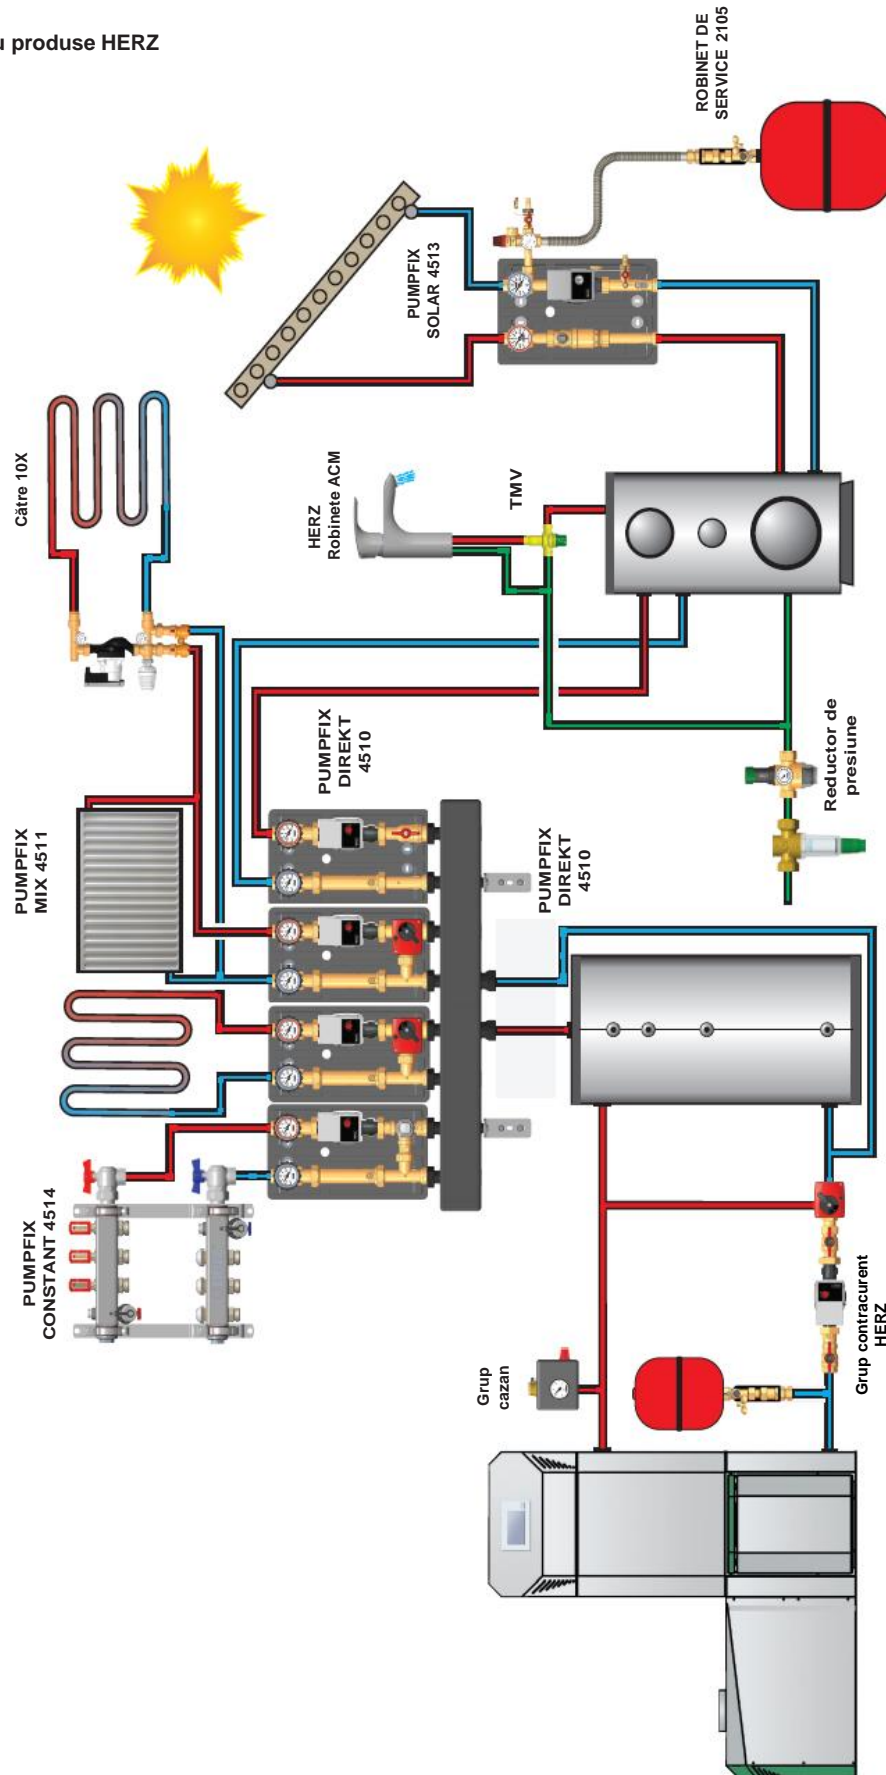 u produse HERZ
ROBINET DE
SERVICE 2105
PUMPFIX
SOLAR 4513
Către 10X
HERZ
Robinete ACM
TMV
PUMPFIX
DIREKT
4510
Reductor de
presiune
PUMPFIX
MIX 4511
PUMPFIX
DIREKT
4510
PUMPFIX
CONSTANT 4514
Grup
cazan
Grup contracurent
HERZ